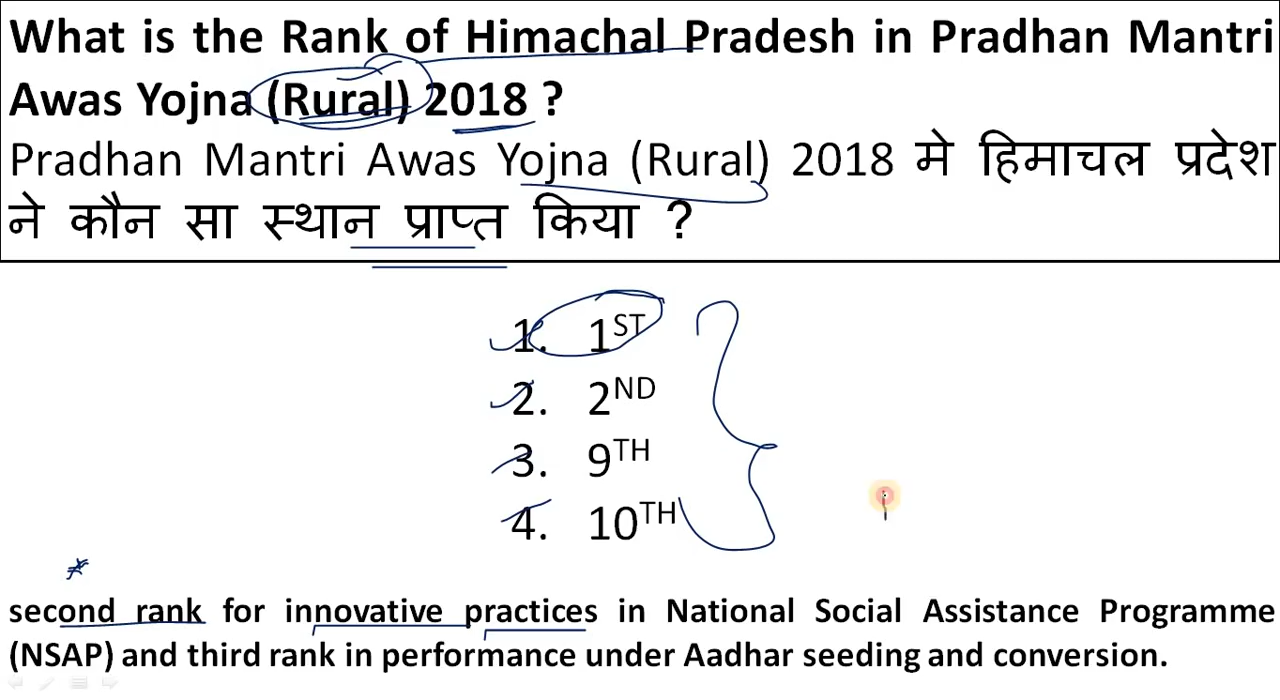 What is the Rank of Himachal Pradesh in Pradhan Mantri
Awas Yojna (Rural) 2018 ?
Pradhan Mantri Awas Yojna (Rural) 2018 मे हिमाचल प्रदेश
ने कौन सा स्थान प्राप्त किया ?
1. 1ST
2. 2ND
3. 9TH
4. 10TH
second rank for innovative practices in National Social Assistance Programme
(NSAP) and third rank in performance under Aadhar seeding and conversion.